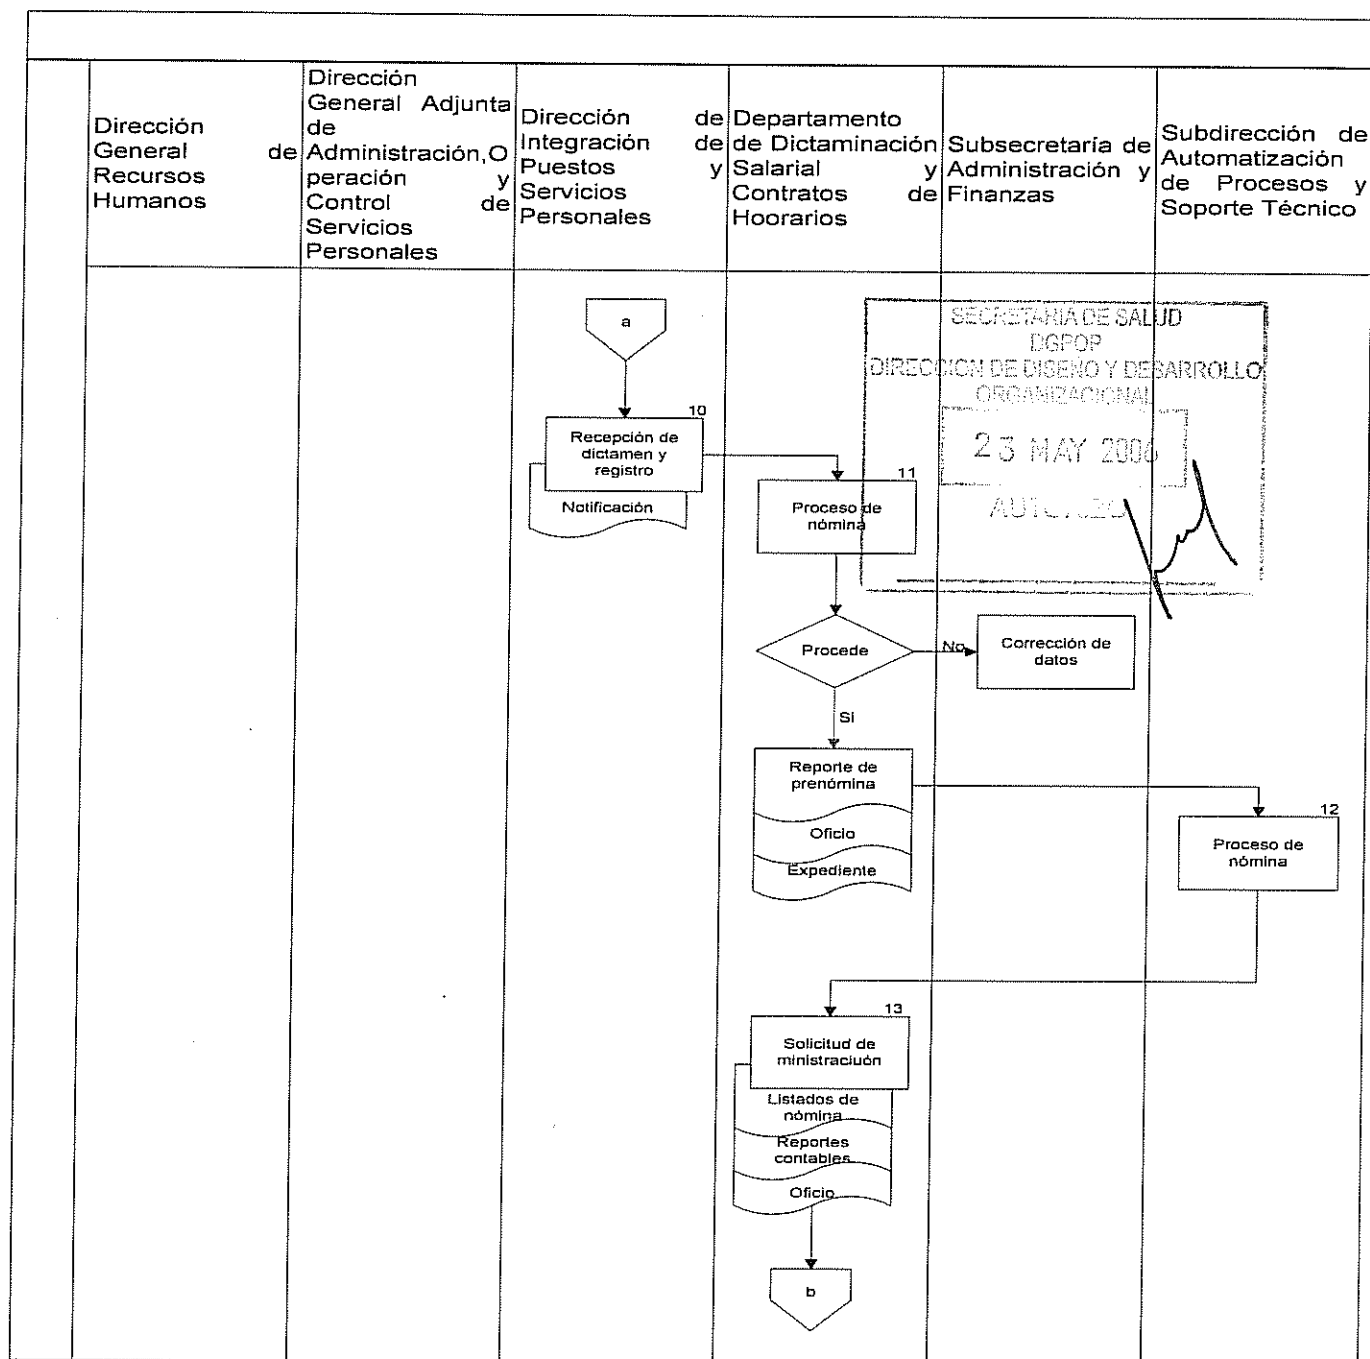 Dirección
General de
Recursos
Humanos
Dirección
General Adjunta
de
Administración,O
peración y
Control de
Servicios
Personales
Dirección de
Integración de
Puestos y
Servicios
Personales
Departamento
de Dictaminación
Salarial y
Contratos de
Hoorarios
Subsecretaría de
Administración y
Finanzas
Subdirección de
Automatización
de Procesos y
Soporte Técnico
a
SECRETARIA DE SALUD
DGPOP
DIRECCION DE DISEÑO Y DESARROLLO
ORGANIZACIONAL
23 MAY 2006
10
Recepción de
dictamen y
registro
Notificación
11
Proceso de
nómina
Procede
No
Corrección de
datos
Si
Reporte de
prenómina
Oficio
Expediente
12
Proceso de
nómina
13
Solicitud de
ministraciuón
Listados de
nómina
Reportes
contables
Oficio
b